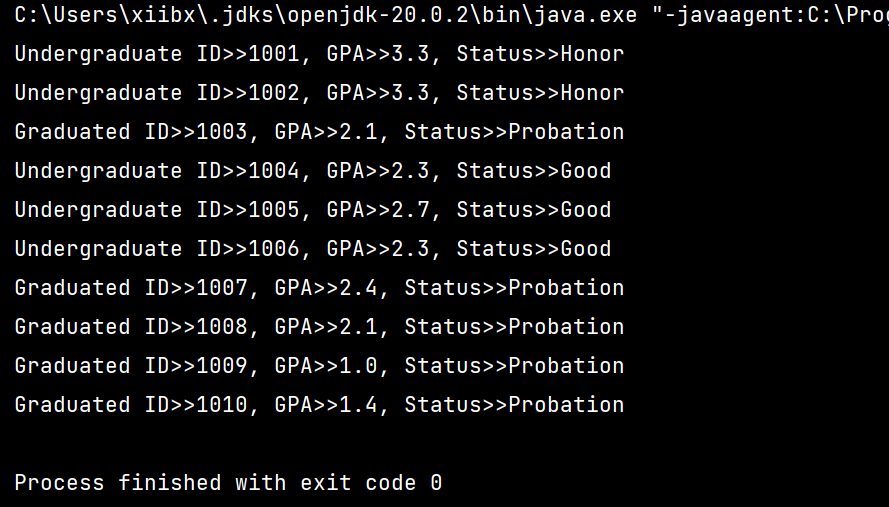 C:\Users\xiibx\.jdks\openjdk-20.0.2\bin\java.exe "-javaagent:C:\Prog
Undergraduate ID>>1001, GPA>>3.3, Status>>Honor
Undergraduate ID>>1002, GPA>>3.3, Status>>Honor
Graduated ID>>1003, GPA>>2.1, Status>>Probation
Undergraduate ID>>1004, GPA>>2.3, Status>>Good
Undergraduate ID>>1005, GPA>>2.7, Status>>Good
Undergraduate ID>>1006, GPA>>2.3, Status>>Good
Graduated ID>>1007, GPA>>2.4, Status>>Probation
Graduated ID>>1008, GPA>>2.1, Status>>Probation
Graduated ID>>1009, GPA>>1.0, Status>>Probation
Graduated ID>>1010, GPA>>1.4, Status>>Probation
Process finished with exit code 0